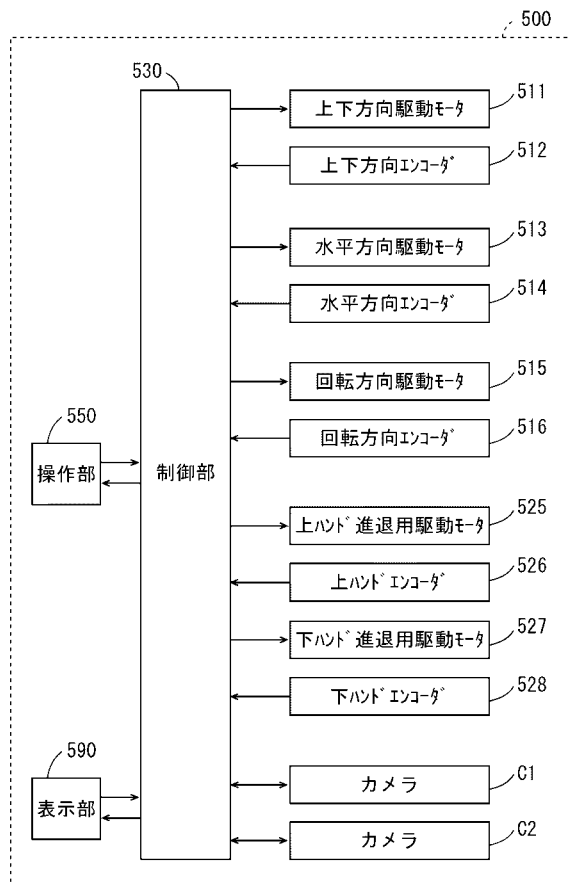 500
530
上下方向駆動ﾓｰﾀ
511
上下方向ｴﾝｺｰﾀﾞ
512
水平方向駆動ﾓｰﾀ
513
水平方向ｴﾝｺｰﾀﾞ
514
回転方向駆動ﾓｰﾀ
515
回転方向ｴﾝｺｰﾀﾞ
516
550
操作部
制御部
上ﾊﾝﾄﾞ進退用駆動ﾓｰﾀ
525
上ﾊﾝﾄﾞｴﾝｺｰﾀﾞ
526
下ﾊﾝﾄﾞ進退用駆動ﾓｰﾀ
527
下ﾊﾝﾄﾞｴﾝｺｰﾀﾞ
528
590
表示部
カメラ
C1
カメラ
C2